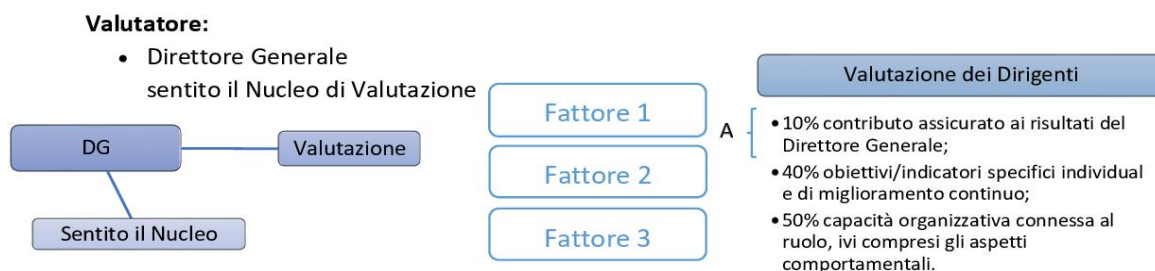 Valutatore:
• Direttore Generale
sentito il Nucleo di Valutazione
DG
Valutazione
Sentito il Nucleo
Fattore 1
Fattore 2
Fattore 3
A
Valutazione dei Dirigenti
• 10% contributo assicurato ai risultati del
Direttore Generale;
• 40% obiettivi/indicatori specifici individual
e di miglioramento continuo;
• 50% capacità organizzativa connessa al
ruolo, ivi compresi gli aspetti
comportamentali.